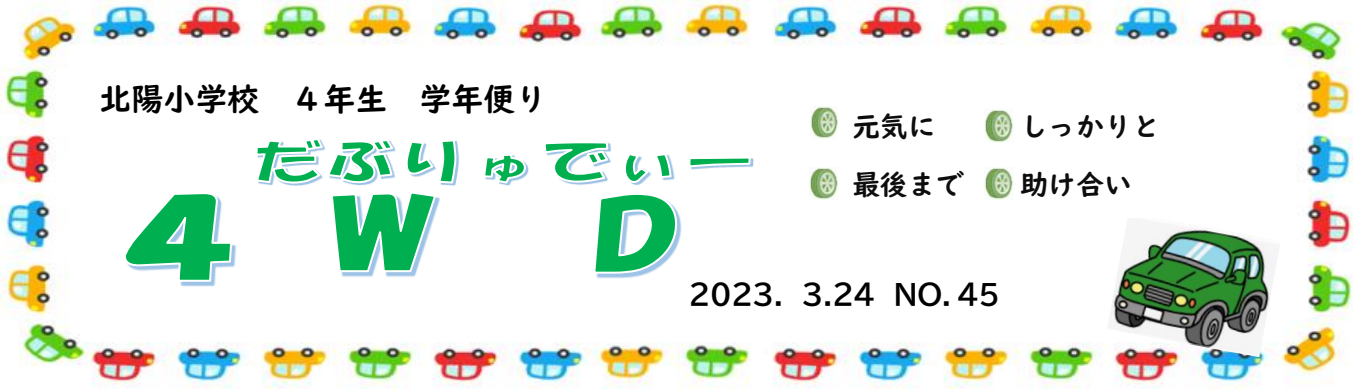 北陽小学校　４年生　学年便り
元気に　しっかりと
だぶりゅでぃー
最後まで　助け合い
４ＷＤ
2023. 3.24 NO.45